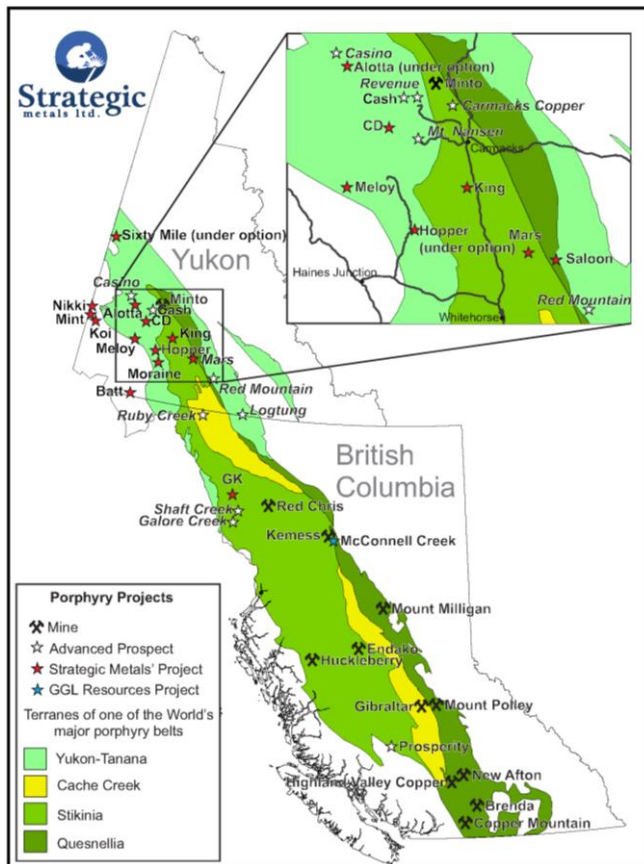 Strategic
metals ltd.
Casino
Alotta (under option)
Revenue
Minto
Cash
Carmacks Copper
CD
Mt. Nansen
Carmacks
Meloy
King
Hopper
(under option)
Mars
Saloon
Haines Junction
Red Mountain
Whitehorse
Sixty Mile (under option)
Yukon
Casino
Nikki
Minto
Alotta
Cash
Mint
CD
Koi
King
Meloy
Hopper
Mars
Moraine
Red Mountain
Batt
Ruby Creek
Logtung
British
Columbia
GK
Shaft Creek
Red Chris
Galore Creek
Kemess
McConnell Creek
Mount Milligan
Endako
Huckleberry
Gibraltar
Mount Polley
Prosperity
New Afton
Highland Valley Copper
Brenda
Copper Mountain
Porphyry Projects
Mine
Advanced Prospect
Strategic Metals' Project
GGL Resources Project
Terranes of one of the World's
major porphyry belts
Yukon-Tanana
Cache Creek
Stikinia
Quesnellia